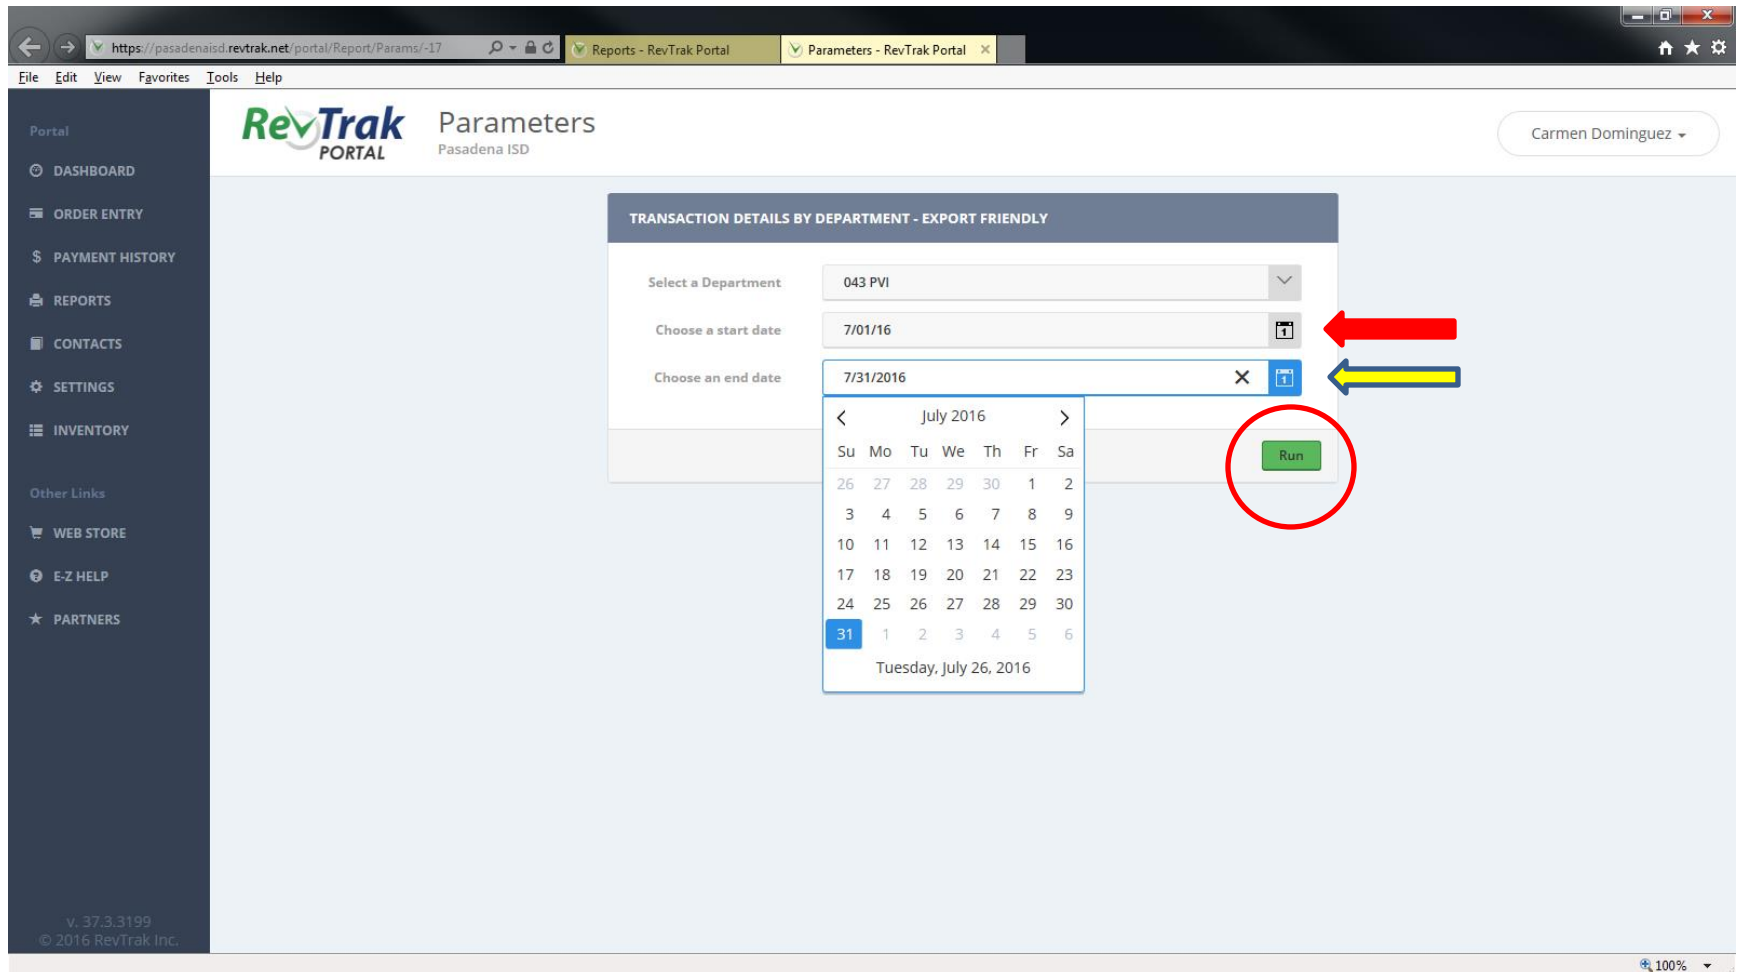 https://pasadenaisd.revtrak.net/portal/Report/Params/-17
Reports - RevTrak Portal
Parameters - RevTrak Portal
File Edit View Favorites Tools Help
Portal
DASHBOARD
ORDER ENTRY
$ PAYMENT HISTORY
REPORTS
CONTACTS
SETTINGS
INVENTORY
Other Links
WEB STORE
E-Z HELP
PARTNERS
v. 37.3.3199
© 2016 RevTrak Inc.
RevTrak
PORTAL
Parameters
Pasadena ISD
Carmen Dominguez
TRANSACTION DETAILS BY DEPARTMENT - EXPORT FRIENDLY
Select a Department 043 PVI
Choose a start date 7/01/16
Choose an end date 7/31/2016
July 2016
Su Mo Tu We Th Fr Sa
26 27 28 29 30 1 2
3 4 5 6 7 8 9
10 11 12 13 14 15 16
17 18 19 20 21 22 23
24 25 26 27 28 29 30
31 1 2 3 4 5 6
Tuesday, July 26, 2016
Run
100%